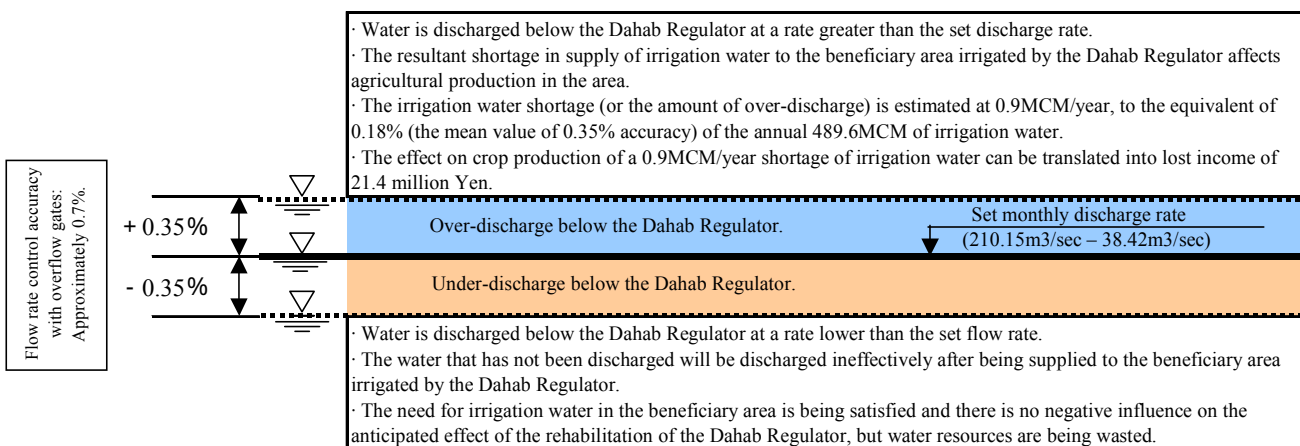 · Water is discharged below the Dahab Regulator at a rate greater than the set discharge rate.
· The resultant shortage in supply of irrigation water to the beneficiary area irrigated by the Dahab Regulator affects
agricultural production in the area.
· The irrigation water shortage (or the amount of over-discharge) is estimated at 0.9MCM/year, to the equivalent of
0.18% (the mean value of 0.35% accuracy) of the annual 489.6MCM of irrigation water.
· The effect on crop production of a 0.9MCM/year shortage of irrigation water can be translated into lost income of
21.4 million Yen.
Flow rate control accuracy
with overflow gates:
Approximately 0.7%.
+ 0.35%
Over-discharge below the Dahab Regulator.
Set monthly discharge rate
(210.15m3/sec – 38.42m3/sec)
- 0.35%
Under-discharge below the Dahab Regulator.
· Water is discharged below the Dahab Regulator at a rate lower than the set flow rate.
· The water that has not been discharged will be discharged ineffectively after being supplied to the beneficiary area
irrigated by the Dahab Regulator.
· The need for irrigation water in the beneficiary area is being satisfied and there is no negative influence on the
anticipated effect of the rehabilitation of the Dahab Regulator, but water resources are being wasted.